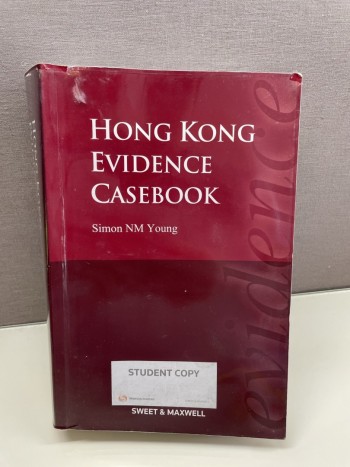 HONG KONG
EVIDENCE
CASEBOOK
Simon NM Young
evidence
STUDENT COPY
SWEET & MAXWELL